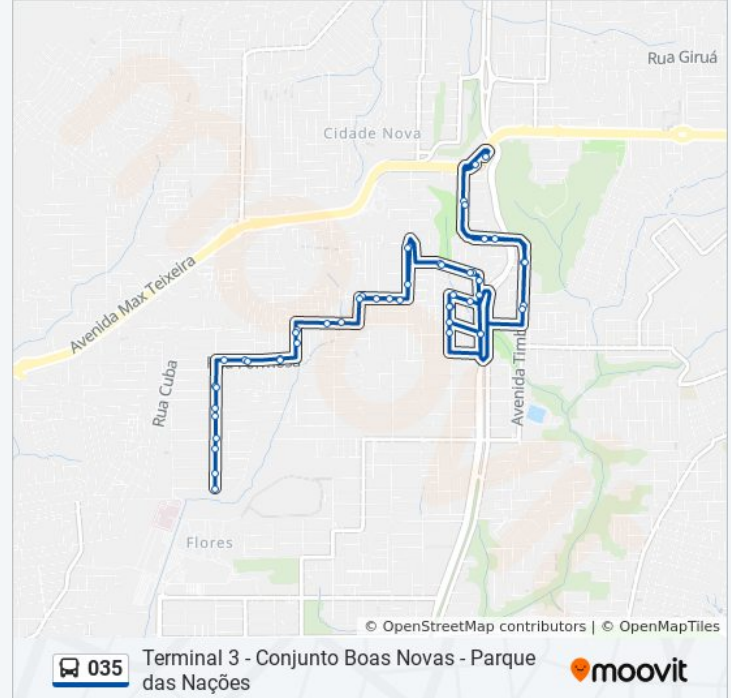 Rua Giruá
Cidade Nova
Avenida Max Teixeira
Rua Cuba
Avenida Timb
Flores
© OpenStreetMap contributors | © OpenMapTiles
035
Terminal 3 - Conjunto Boas Novas - Parque
das Nações
moovit